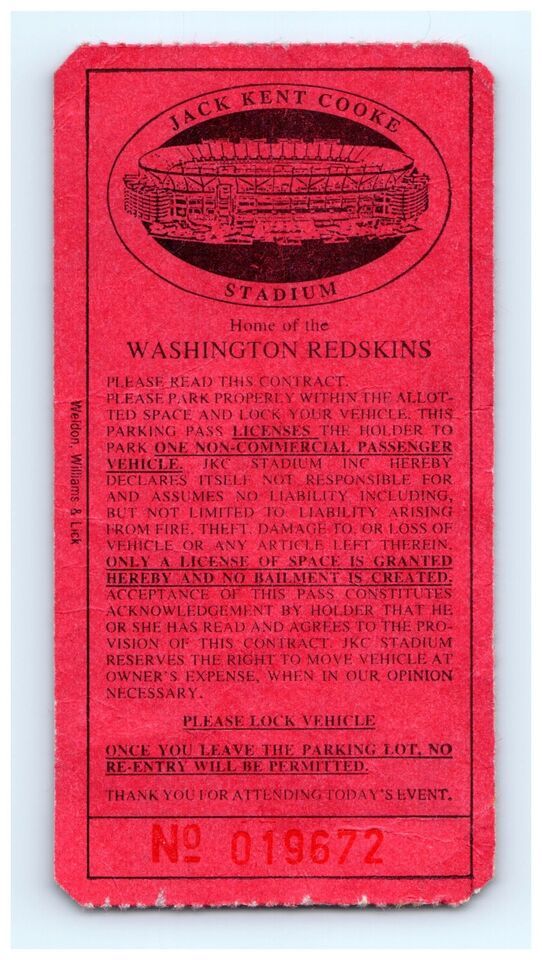 JACK KENT COOKE
STADIUM
Home of the
WASHINGTON REDSKINS
PLEASE READ THIS CONTRACT.
PLEASE PARK PROPERLY WITHIN THE ALLOT-
TED SPACE AND LOCK YOUR VEHICLE. THIS
PARKING PASS LICENSES THE HOLDER TO
PARK ONE NON-COMMERCIAL PASSENGER
VEHICLE. JKC STADIUM INC HEREBY
DECLARES ITSELF NOT RESPONSIBLE FOR
AND ASSUMES NO LIABILITY INCLUDING,
BUT NOT LIMITED TO LIABILITY ARISING
FROM FIRE, THEFT, DAMAGE TO, OR LOSS OF
VEHICLE OR ANY ARTICLE LEFT THEREIN.
ONLY A LICENSE OF SPACE IS GRANTED
HEREBY AND NO BAILMENT IS CREATED.
ACCEPTANCE OF THIS PASS CONSTITUTES
ACKNOWLEDGEMENT BY HOLDER THAT HE
OR SHE HAS READ AND AGREES TO THE PRO-
VISION OF THIS CONTRACT. JKC STADIUM
RESERVES THE RIGHT TO MOVE VEHICLE AT
OWNER'S EXPENSE, WHEN IN OUR OPINION
NECESSARY.
PLEASE LOCK VEHICLE
ONCE YOU LEAVE THE PARKING LOT, NO
RE-ENTRY WILL BE PERMITTED.
THANK YOU FOR ATTENDING TODAY'S EVENT.
Nº 019672
Weldon, Williams & Lick